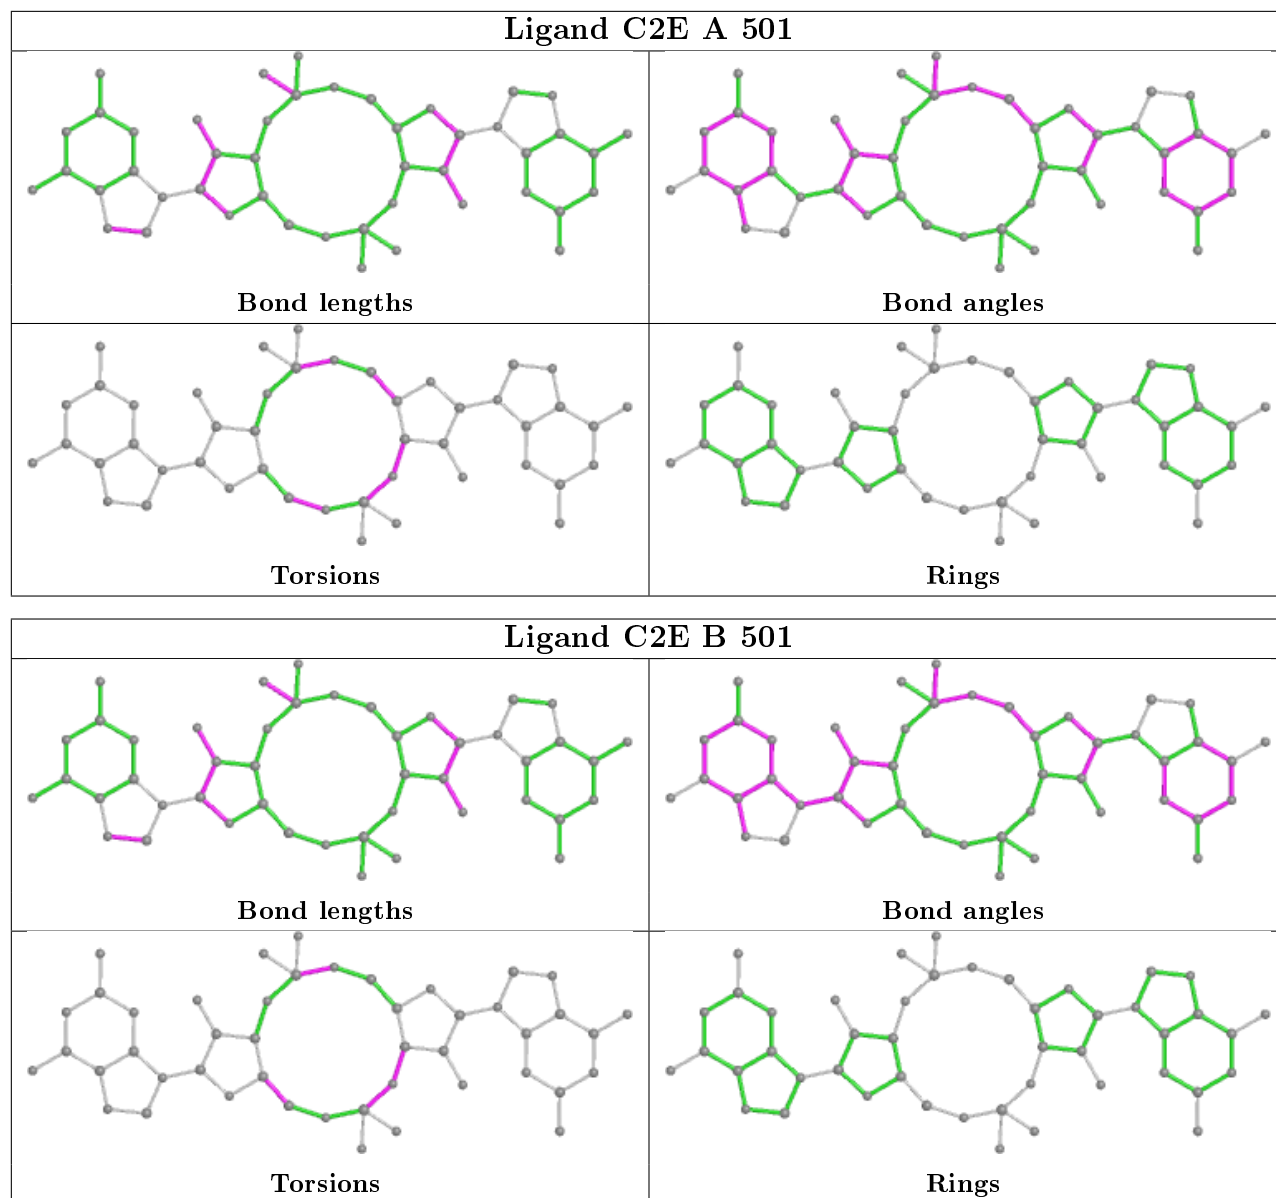 Ligand C2E A 501
Bond lengths
Bond angles
Torsions
Rings
Ligand C2E B 501
Bond lengths
Bond angles
Torsions
Rings